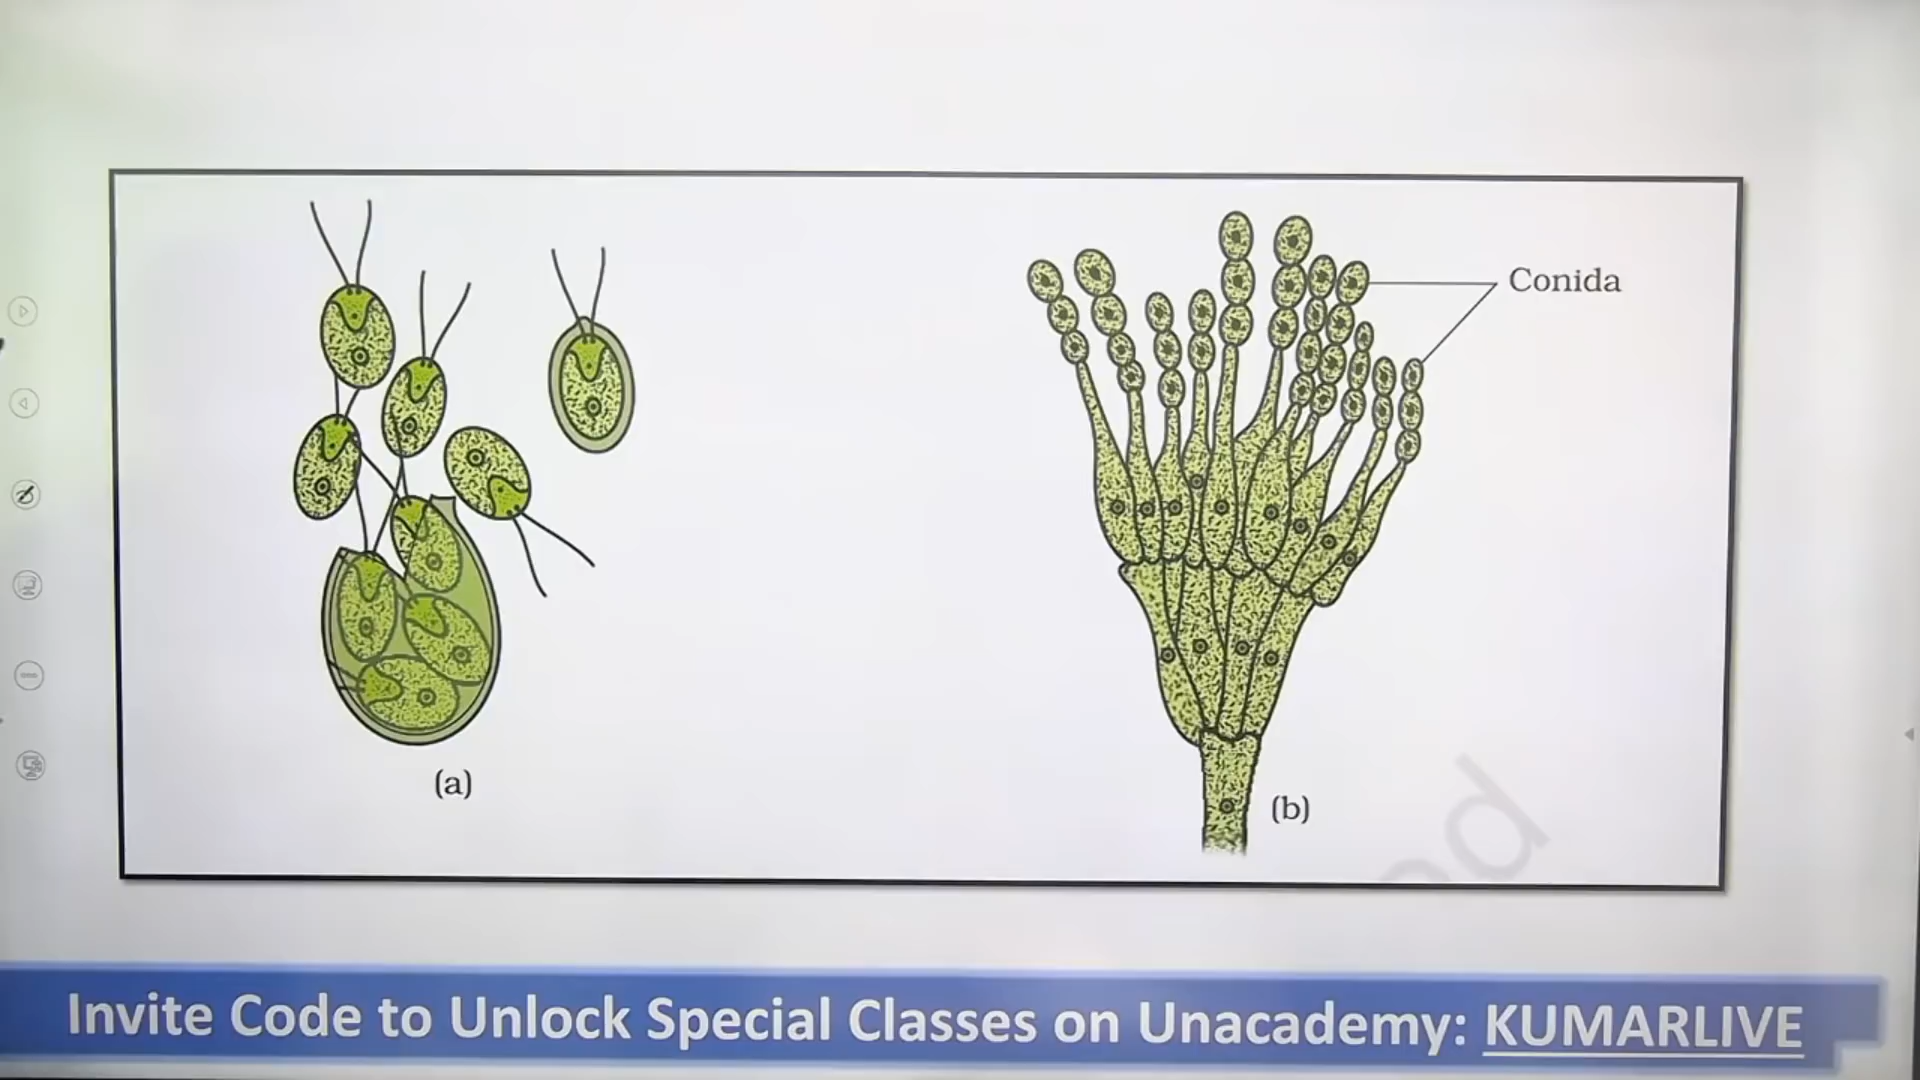 Conida
(a)
(b)
Invite Code to Unlock Special Classes on Unacademy: KUMARLIVE